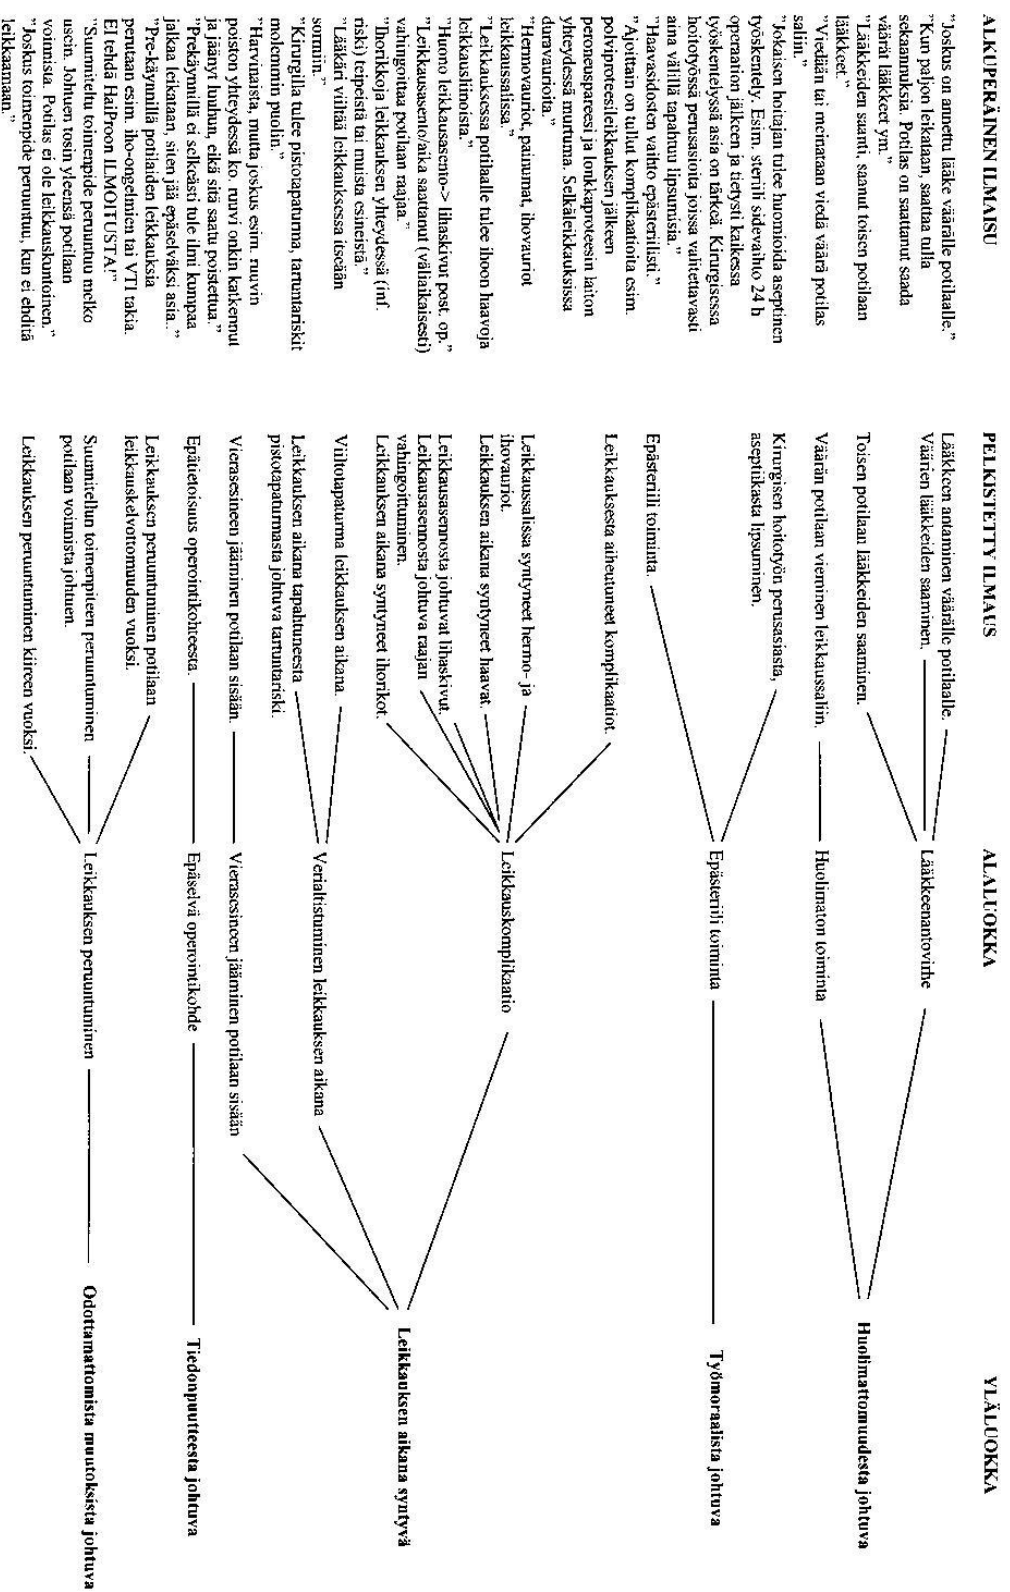 ALKUPERÄINEN ILMAISU
"Joskus on annettu lääke väärälle potilaalle."
"Kun paljon leikataan, saattaa tulla
sekaannuksia. Potilas on saattanut saada
väärät lääkkeet ym."
"Lääkkeiden saanti, saanut toisen potilaan
lääkkeet."
"Viedään tai meinataan viedä väärä potilas
saliin."
"Jokaisen hoitajan tulee huomioida aseptinen
työskentely. Esim. steriili sidevaihto 24 h
operaation jälkeen ja tietysti kaikessa
työskentelyssä asia on tärkeä. Kirurgisessa
hoitotyössä perusasioita joissa valitettavasti
aina välillä tapahtuu lipsumisia."
"Haavasidosten vaihto epästeriilisti."
"Ajoittain on tullut komplikaatioita esim.
polviproteesileikkauksen jälkeen
peroneuspareesi ja lonkkaproteesin laiton
yhteydessä murtuma. Selkäleikkauksissa
duravaurioita."
"Hermovauriot, painumat, ihovauriot
leikkaussalissa."
"Leikkauksessa potilaalle tulee ihoon haavoja
leikkausliinoista."
"Huono leikkausasento-> lihaskivut post. op."
"Leikkausasento/aika saattanut (väliaikaisesti)
vahingoittaa potilaan raajaa."
"Ihorikkoja leikkauksen yhteydessä (inf.
riski) teipeistä tai muista esineistä."
"Lääkäri viiltää leikkauksessa itseään
sormiin."
"Kirurgilla tulee pistotapaturma, tartuntariskit
molemmin puolin."
"Harvinaista, mutta joskus esim. ruuvin
poiston yhteydessä ko. ruuvi onkin katkennut
ja jäänyt luuhun, eikä sitä saatu poistettua."
"Prekäynnillä ei selkeästi tule ilmi kumpaa
jalkaa leikataan, siten jää epäselväksi asia.."
"Pre-käynnillä potilaiden leikkauksia
perutaan esim. iho-ongelmien tai VTI takia.
EI tehdä HaiProon ILMOITUSTA!"
"Suunniteltu toimenpide peruuntuu melko
usein. Johtuen tosin yleensä potilaan
voinnista. Potilas ei ole leikkauskuntoinen."
"Joskus toimenpide peruuntuu, kun ei ehditä
leikkaamaan."
PELKISTETTY ILMAUS
Lääkkeen antaminen väärälle potilaalle.
Väärien lääkkeiden saaminen.
Toisen potilaan lääkkeiden saaminen.
Väärän potilaan vieminen leikkaussaliin.
Kirurgisen hoitotyön perusasiasta,
aseptikasta lipsuminen.
Epästeriili toiminta.
Leikkauksesta aiheutuneet komplikaatiot.
Leikkaussalissa syntyneet hermo- ja
ihovauriot.
Leikkauksen aikana syntyneet haavat.
Leikkausasennosta johtuvat lihaskivut.
Leikkausasennosta johtuva raajan
vahingoittuminen.
Leikkauksen aikana syntyneet ihorikot.
Viiltotapaturma leikkauksen aikana.
Leikkauksen aikana tapahtuneesta
pistotapaturmasta johtuva tartuntariski.
Vierasesineen jääminen potilaan sisään.
Epätietoisuus operointikohteesta.
Leikkauksen peruuntuminen potilaan
leikkauskelvottomuuden vuoksi.
Suunnitellun toimenpiteen peruuntuminen
potilaan voinnista johtuen.
Leikkauksen peruuntuminen kiireen vuoksi.
ALALUOKKA
Lääkkeenantovirhe
Huolimaton toiminta
Epästeriili toiminta
Leikkauskomplikaatio
Verialtistuminen leikkauksen aikana
Vierasesineen jääminen potilaan sisään
Epäselvä operointikohde
Leikkauksen peruuntuminen
YLÄLUOKKA
Huolimattomuudesta johtuva
Työmoraalista johtuva
Leikkauksen aikana syntyvä
Tiedonpuutteesta johtuva
Odottamattomista muutoksista johtuva